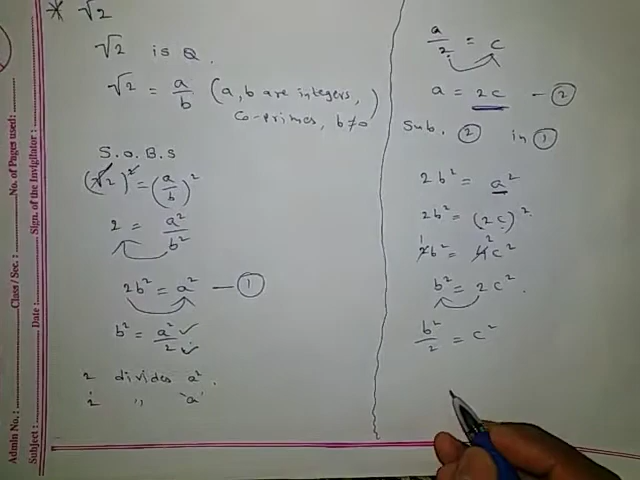 Admin No.: No. of Pages used:
Subject: Class / Sec.: Date: Sign. of the Invigilator:
* √2
√2 is Q.
√2 = a/b (a, b are integers, co-primes, b≠0)
S.O.B.S
(√2)² = (a/b)²
2 = a²/b²
2b² = a² — ①
b² = a²/2
2 divides a².
2 ,, 'a'
a/2 = c
a = 2c — ②
Sub. ② in ①
2b² = a²
2b² = (2c)².
2b² = 4c²
b² = 2c².
b²/2 = c²